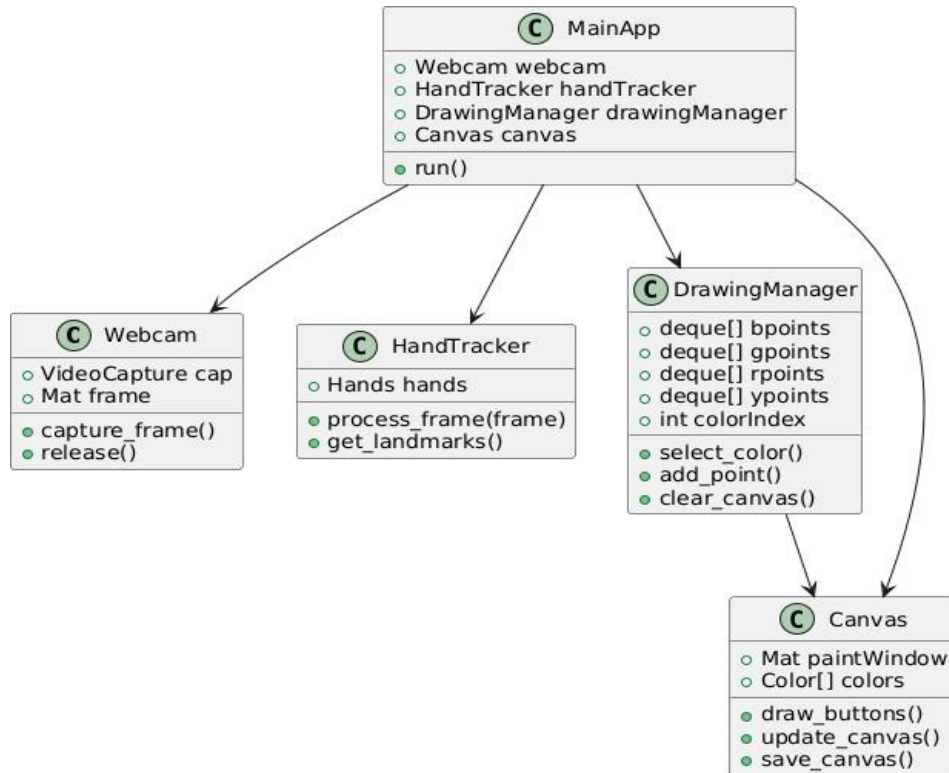 C MainApp
Webcam webcam
HandTracker handTracker
DrawingManager drawingManager
Canvas canvas
run()
C Webcam
VideoCapture cap
Mat frame
capture_frame()
release()
C HandTracker
Hands hands
process_frame(frame)
get_landmarks()
C DrawingManager
deque[] bpoints
deque[] gpoints
deque[] rpoints
deque[] ypoints
int colorIndex
select_color()
add_point()
clear_canvas()
C Canvas
Mat paintWindow
Color[] colors
draw_buttons()
update_canvas()
save_canvas()